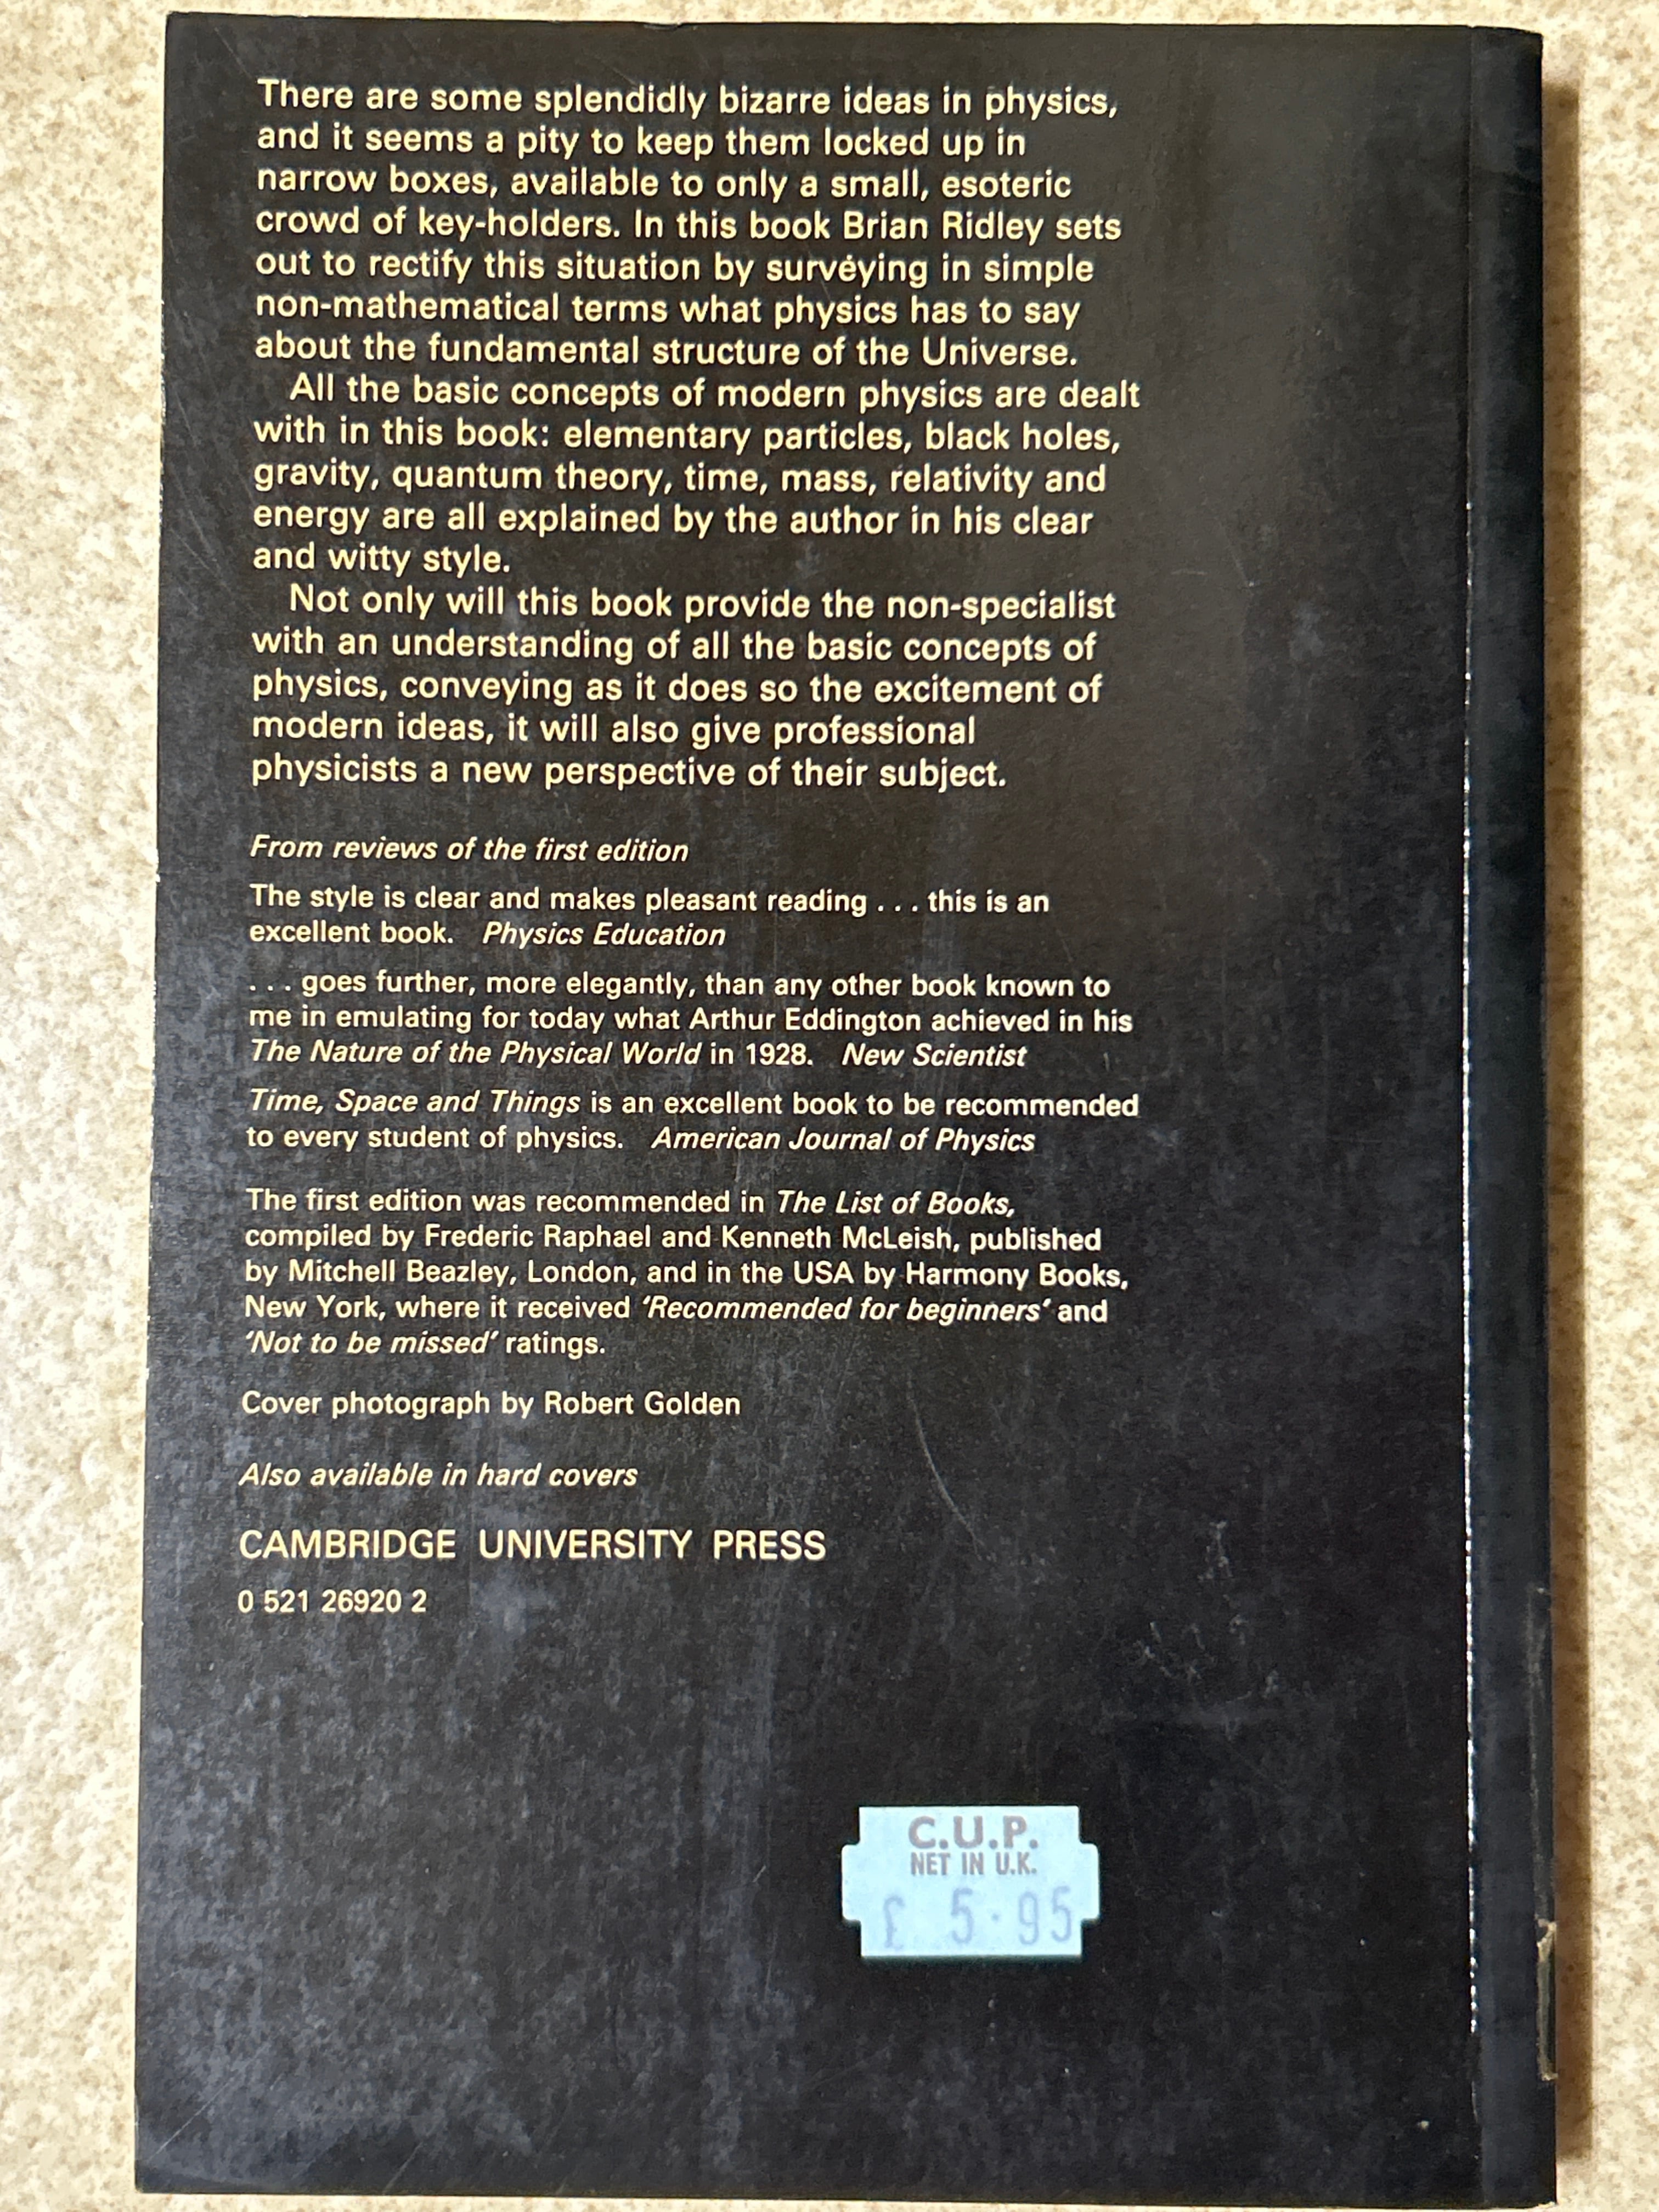 There are some splendidly bizarre ideas in physics,
and it seems a pity to keep them locked up in
narrow boxes, available to only a small, esoteric
crowd of key-holders. In this book Brian Ridley sets
out to rectify this situation by surveying in simple
non-mathematical terms what physics has to say
about the fundamental structure of the Universe.
All the basic concepts of modern physics are dealt
with in this book: elementary particles, black holes,
gravity, quantum theory, time, mass, relativity and
energy are all explained by the author in his clear
and witty style.
Not only will this book provide the non-specialist
with an understanding of all the basic concepts of
physics, conveying as it does so the excitement of
modern ideas, it will also give professional
physicists a new perspective of their subject.
From reviews of the first edition
The style is clear and makes pleasant reading . . . this is an
excellent book. Physics Education
. . . goes further, more elegantly, than any other book known to
me in emulating for today what Arthur Eddington achieved in his
The Nature of the Physical World in 1928. New Scientist
Time, Space and Things is an excellent book to be recommended
to every student of physics. American Journal of Physics
The first edition was recommended in The List of Books,
compiled by Frederic Raphael and Kenneth McLeish, published
by Mitchell Beazley, London, and in the USA by Harmony Books,
New York, where it received ‘Recommended for beginners’ and
‘Not to be missed’ ratings.
Cover photograph by Robert Golden
Also available in hard covers
CAMBRIDGE UNIVERSITY PRESS
0 521 26920 2
C.U.P.
NET IN U.K.
£ 5·95